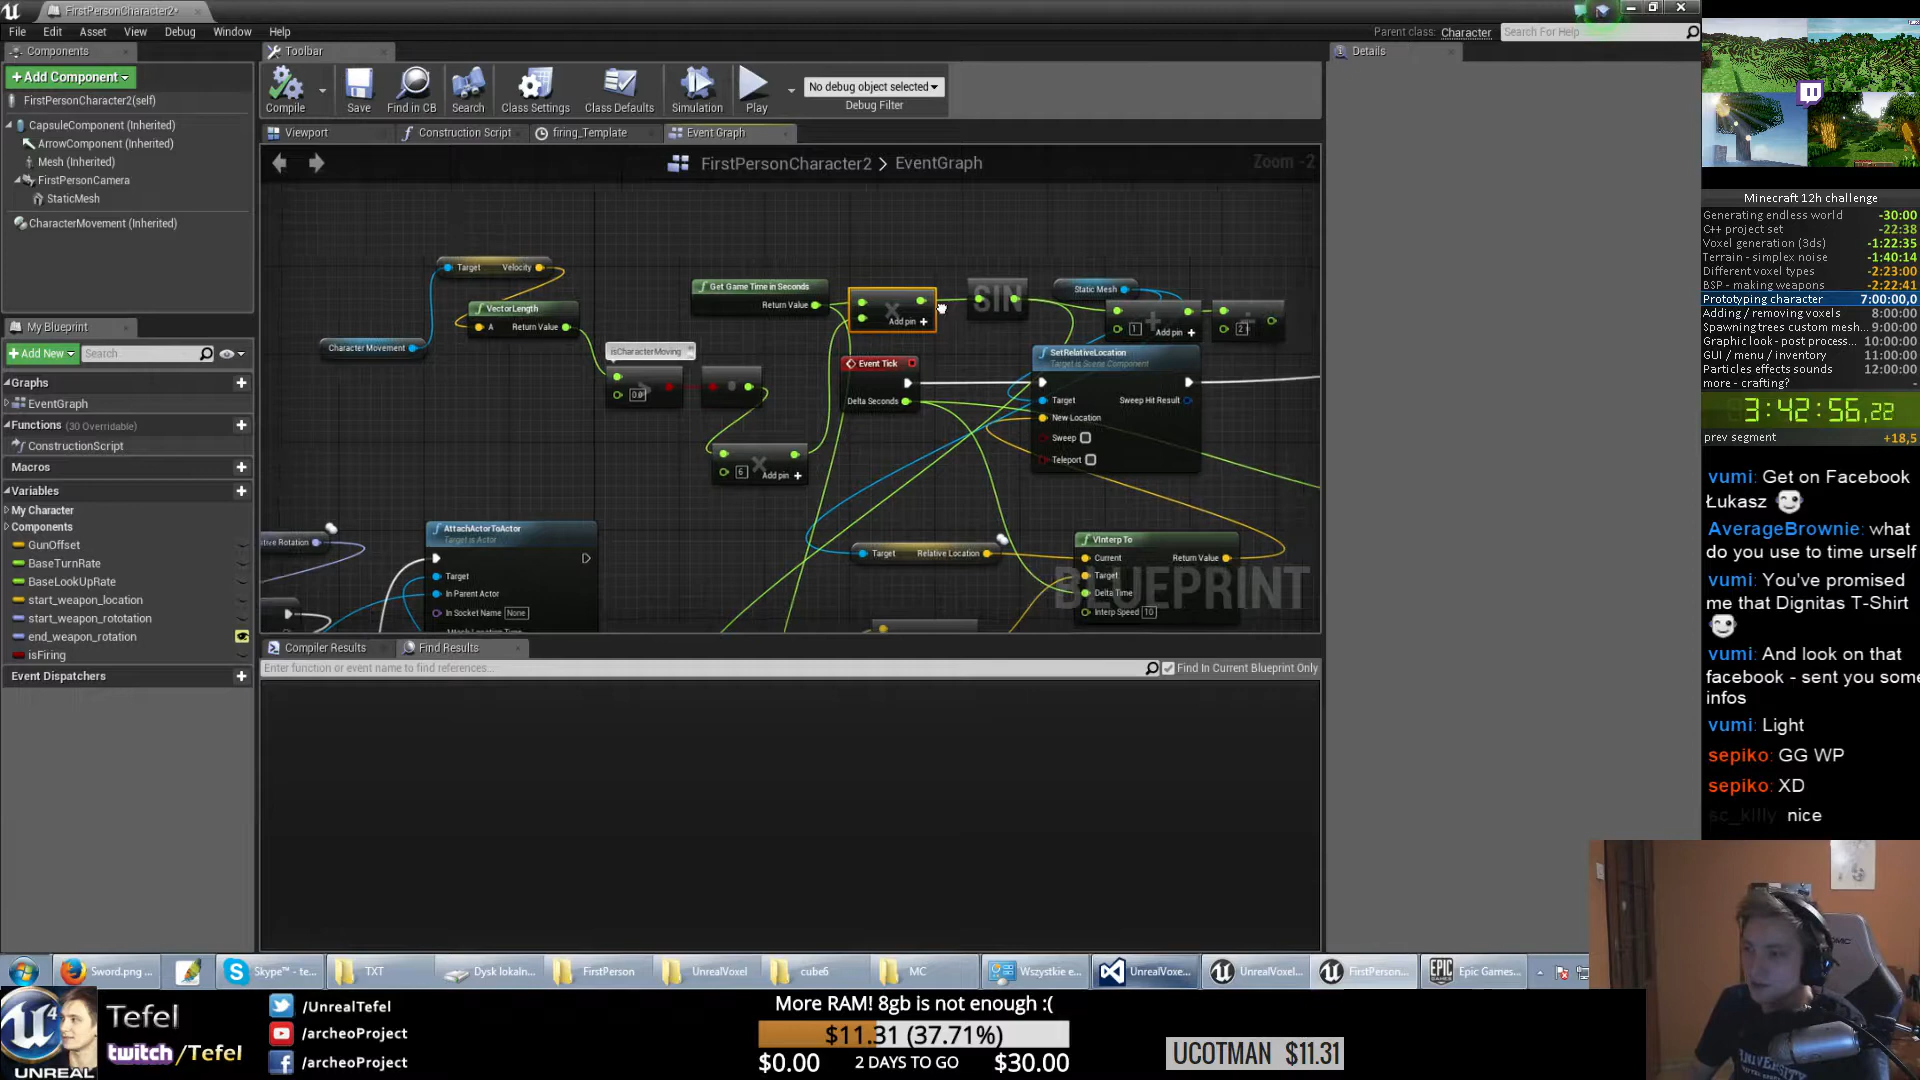 FirstPersonCharacter2*
File Edit Asset View Debug Window Help
Parent class: Character
Search For Help
Components
Toolbar
Details
+Add Component
FirstPersonCharacter2(self)
CapsuleComponent (Inherited)
ArrowComponent (Inherited)
Mesh (Inherited)
FirstPersonCamera
StaticMesh
CharacterMovement (Inherited)
Compile
Save
Find in CB
Search
Class Settings
Class Defaults
Simulation
Play
No debug object selected
Debug Filter
Viewport
Construction Script
firing_Template
Event Graph
FirstPersonCharacter2 > EventGraph
Zoom -2
Target Velocity
VectorLength
A Return Value
Character Movement
isCharacterMoving
0.0
Get Game Time in Seconds
Return Value
Add pin +
SIN
Static Mesh
1
Add pin +
2
Event Tick
Delta Seconds
SetRelativeLocation
Target is Scene Component
Target Sweep Hit Result
New Location
Sweep
Teleport
6
Add pin +
AttachActorToActor
Target is Actor
Target
In Parent Actor
In Socket Name None
Target Relative Location
VInterp To
Current Return Value
Target
Delta Time
Interp Speed 10
BLUEPRINT
My Blueprint
+Add New
Search
Graphs
EventGraph
Functions (30 Overridable)
ConstructionScript
Macros
Variables
My Character
Components
GunOffset
BaseTurnRate
BaseLookUpRate
start_weapon_location
start_weapon_rototation
end_weapon_rotation
isFiring
Event Dispatchers
Compiler Results
Find Results
Enter function or event name to find references...
Find In Current Blueprint Only
Minecraft 12h challenge
Generating endless world -30:00
C++ project set -22:38
Voxel generation (3ds) -1:22:35
Terrain - simplex noise -1:40:14
Different voxel types -2:23:00
BSP - making weapons -2:22:41
Prototyping character 7:00:00,0
Adding / removing voxels 8:00:00
Spawning trees custom mesh... 9:00:00
Graphic look - post process... 10:00:00
GUI / menu / inventory 11:00:00
Particles effects sounds 12:00:00
more - crafting? -
3:42:56,22
prev segment +18,5
vumi: Get on Facebook
Łukasz
AverageBrownie: what
do you use to time urself
vumi: You've promised
me that Dignitas T-Shirt
vumi: And look on that
facebook - sent you some
infos
vumi: Light
sepiko: GG WP
sepiko: XD
sc_killy nice
Sword.png ...
Skype™ - te...
TXT
Dysk lokaln...
FirstPerson
UnrealVoxel
cube6
MC
Wszystkie e...
UnrealVoxe...
UnrealVoxel...
FirstPerson...
Epic Games...
Tefel
twitch/Tefel
UNREAL
/UnrealTefel
/archeoProject
/archeoProject
More RAM! 8gb is not enough :(
$11.31 (37.71%)
$0.00 2 DAYS TO GO $30.00
UCOTMAN $11.31